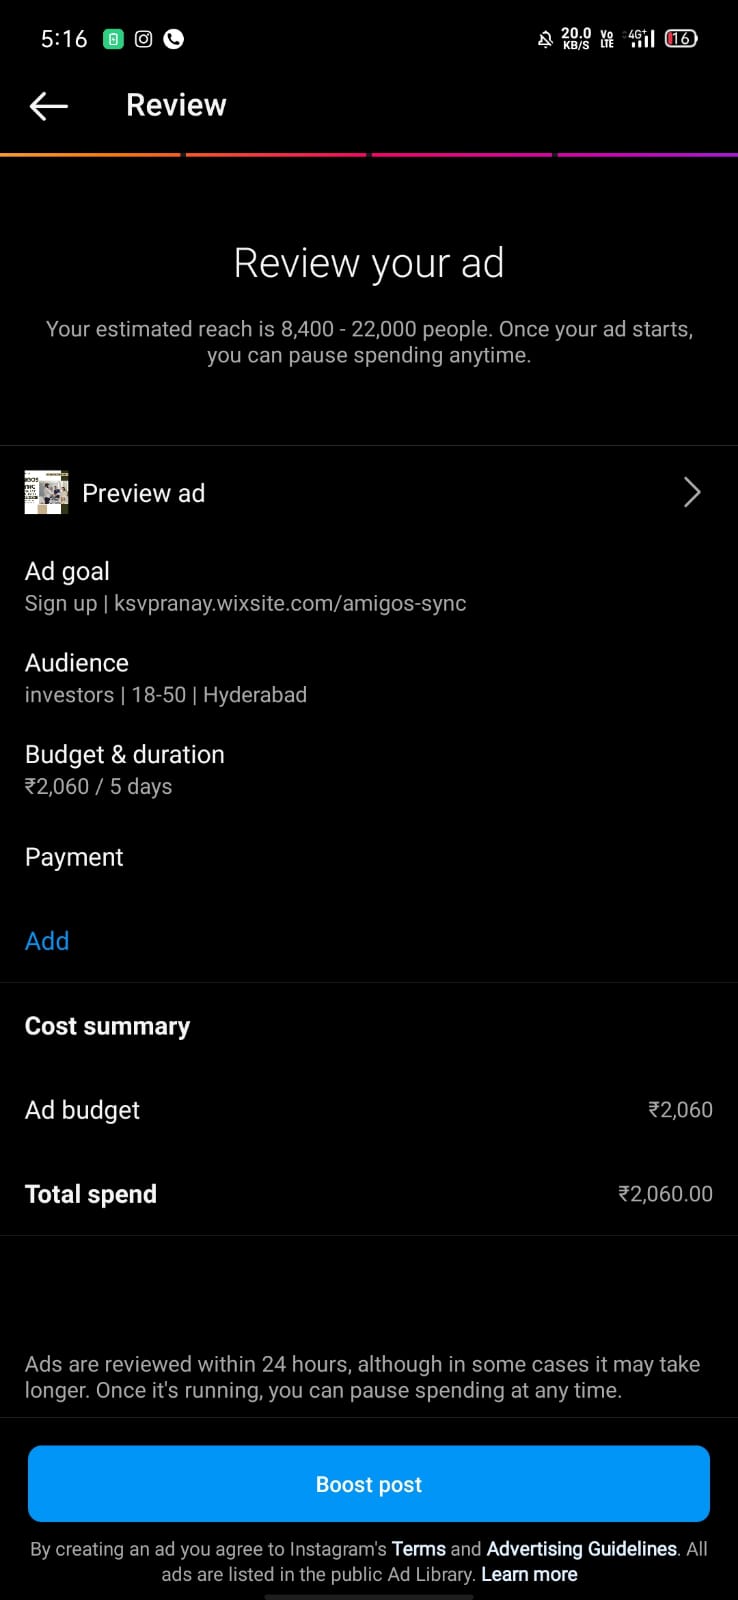 5:16
20.0
KB/S
Vo
LTE
4G+
16
Review
Review your ad
Your estimated reach is 8,400 - 22,000 people. Once your ad starts,
you can pause spending anytime.
Preview ad
Ad goal
Sign up | ksvpranay.wixsite.com/amigos-sync
Audience
investors | 18-50 | Hyderabad
Budget & duration
₹2,060 / 5 days
Payment
Add
Cost summary
Ad budget ₹2,060
Total spend ₹2,060.00
Ads are reviewed within 24 hours, although in some cases it may take
longer. Once it's running, you can pause spending at any time.
Boost post
By creating an ad you agree to Instagram's Terms and Advertising Guidelines. All
ads are listed in the public Ad Library. Learn more